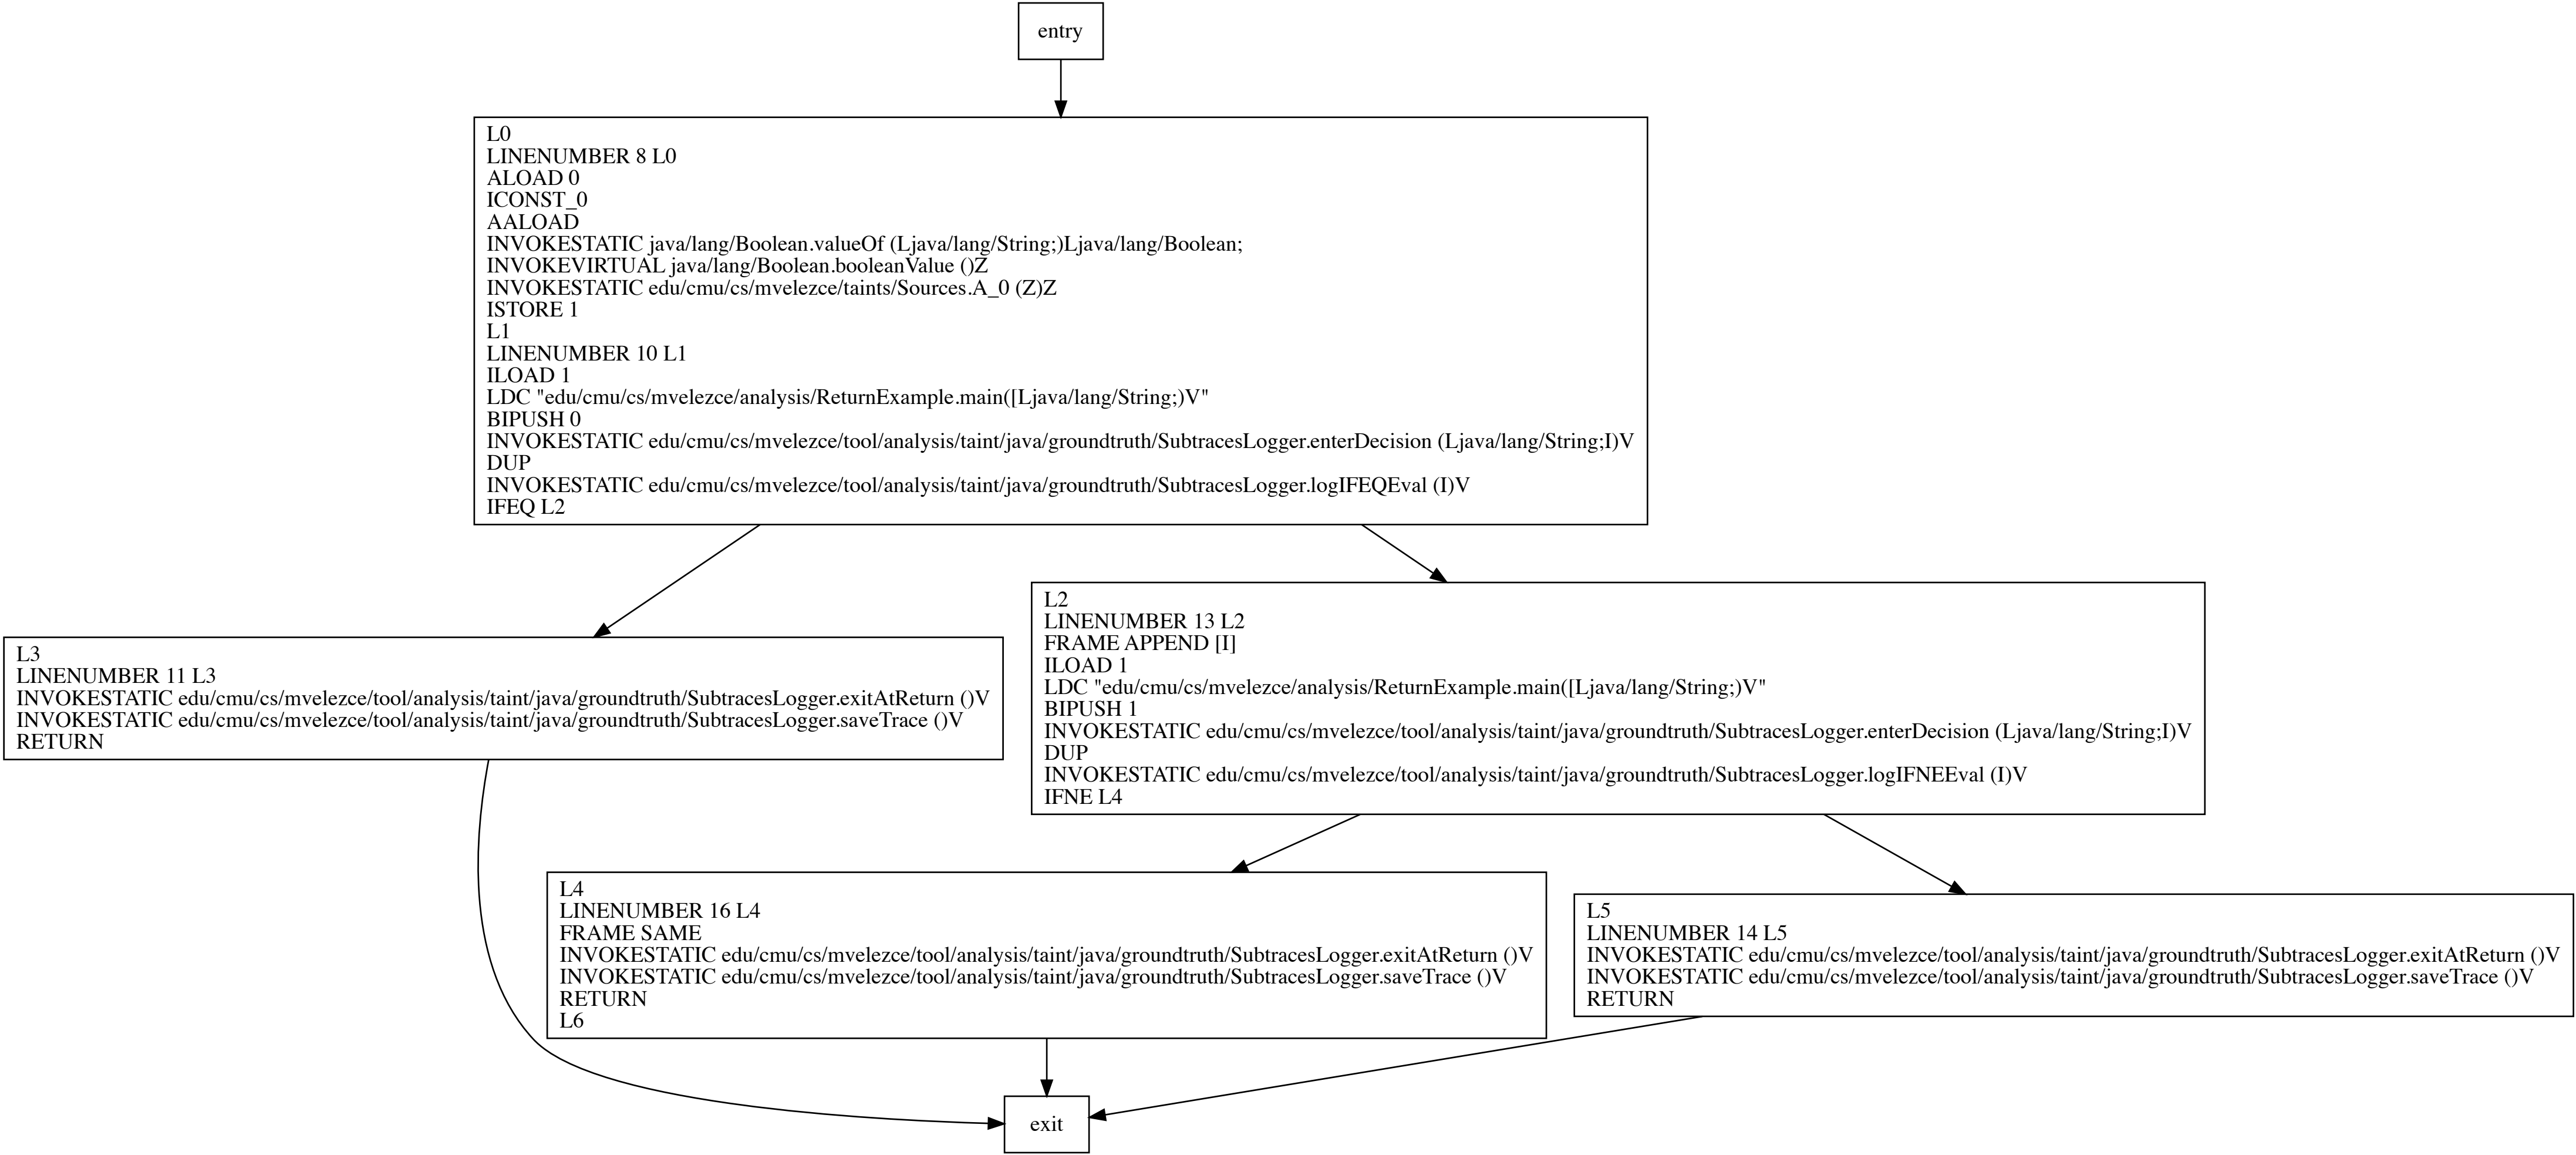 entry
L0
LINENUMBER 8 L0
ALOAD 0
ICONST_0
AALOAD
INVOKESTATIC java/lang/Boolean.valueOf (Ljava/lang/String;)Ljava/lang/Boolean;
INVOKEVIRTUAL java/lang/Boolean.booleanValue ()Z
INVOKESTATIC edu/cmu/cs/mvelezce/taints/Sources.A_0 (Z)Z
ISTORE 1
L1
LINENUMBER 10 L1
ILOAD 1
LDC "edu/cmu/cs/mvelezce/analysis/ReturnExample.main([Ljava/lang/String;)V"
BIPUSH 0
INVOKESTATIC edu/cmu/cs/mvelezce/tool/analysis/taint/java/groundtruth/SubtracesLogger.enterDecision (Ljava/lang/String;I)V
DUP
INVOKESTATIC edu/cmu/cs/mvelezce/tool/analysis/taint/java/groundtruth/SubtracesLogger.logIFEQEval (I)V
IFEQ L2
L3
LINENUMBER 11 L3
INVOKESTATIC edu/cmu/cs/mvelezce/tool/analysis/taint/java/groundtruth/SubtracesLogger.exitAtReturn ()V
INVOKESTATIC edu/cmu/cs/mvelezce/tool/analysis/taint/java/groundtruth/SubtracesLogger.saveTrace ()V
RETURN
L2
LINENUMBER 13 L2
FRAME APPEND [I]
ILOAD 1
LDC "edu/cmu/cs/mvelezce/analysis/ReturnExample.main([Ljava/lang/String;)V"
BIPUSH 1
INVOKESTATIC edu/cmu/cs/mvelezce/tool/analysis/taint/java/groundtruth/SubtracesLogger.enterDecision (Ljava/lang/String;I)V
DUP
INVOKESTATIC edu/cmu/cs/mvelezce/tool/analysis/taint/java/groundtruth/SubtracesLogger.logIFNEEval (I)V
IFNE L4
L4
LINENUMBER 16 L4
FRAME SAME
INVOKESTATIC edu/cmu/cs/mvelezce/tool/analysis/taint/java/groundtruth/SubtracesLogger.exitAtReturn ()V
INVOKESTATIC edu/cmu/cs/mvelezce/tool/analysis/taint/java/groundtruth/SubtracesLogger.saveTrace ()V
RETURN
L6
L5
LINENUMBER 14 L5
INVOKESTATIC edu/cmu/cs/mvelezce/tool/analysis/taint/java/groundtruth/SubtracesLogger.exitAtReturn ()V
INVOKESTATIC edu/cmu/cs/mvelezce/tool/analysis/taint/java/groundtruth/SubtracesLogger.saveTrace ()V
RETURN
exit